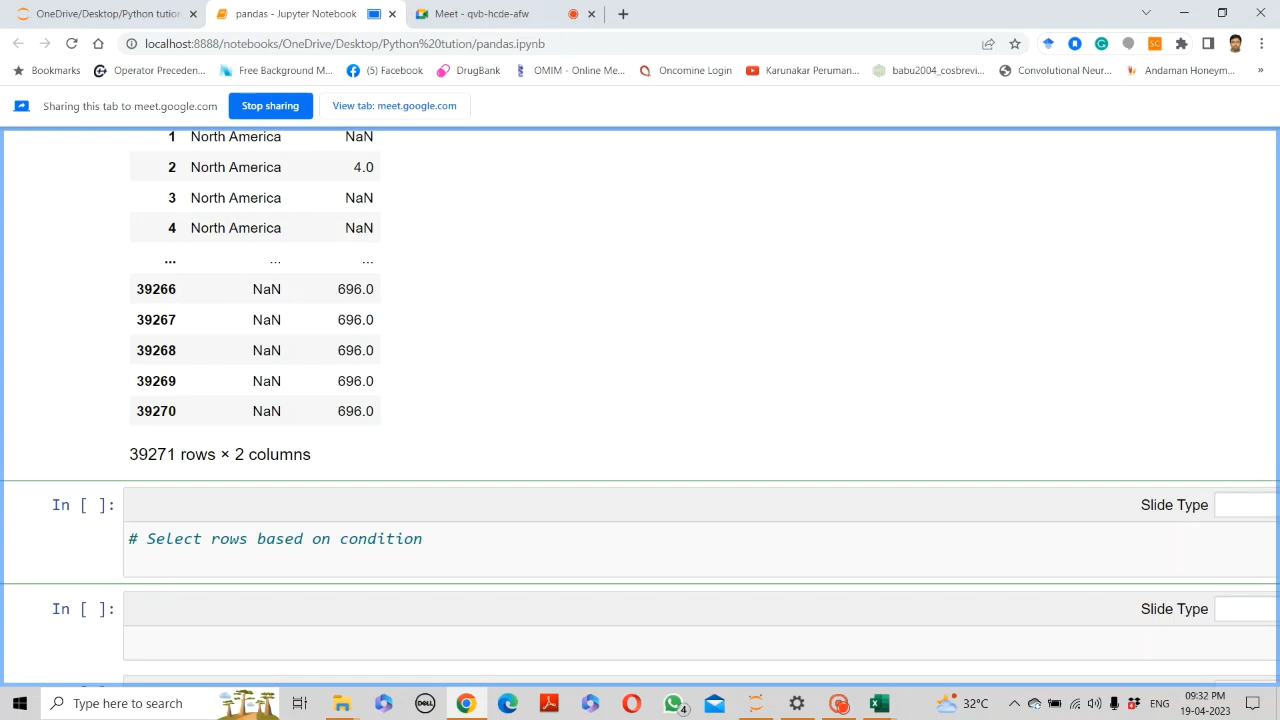 OneDrive/Desktop/Python tutor
pandas - Jupyter Notebook
Meet - qvb-hcde-afw
localhost:8888/notebooks/OneDrive/Desktop/Python%20tutori/pandas.ipynb
Bookmarks
Operator Preceden...
Free Background M...
(5) Facebook
DrugBank
OMIM - Online Me...
Oncomine Login
Karunakar Peruman...
babu2004_cosbrevi...
Convolutional Neur...
Andaman Honeym...
»
Sharing this tab to meet.google.com
Stop sharing
View tab: meet.google.com
1 North America NaN
2 North America 4.0
3 North America NaN
4 North America NaN
... ... ...
39266 NaN 696.0
39267 NaN 696.0
39268 NaN 696.0
39269 NaN 696.0
39270 NaN 696.0
39271 rows × 2 columns
In [ ]:
Slide Type
# Select rows based on condition
In [ ]:
Slide Type
Type here to search
DELL
4
32°C
ENG
09:32 PM
19-04-2023